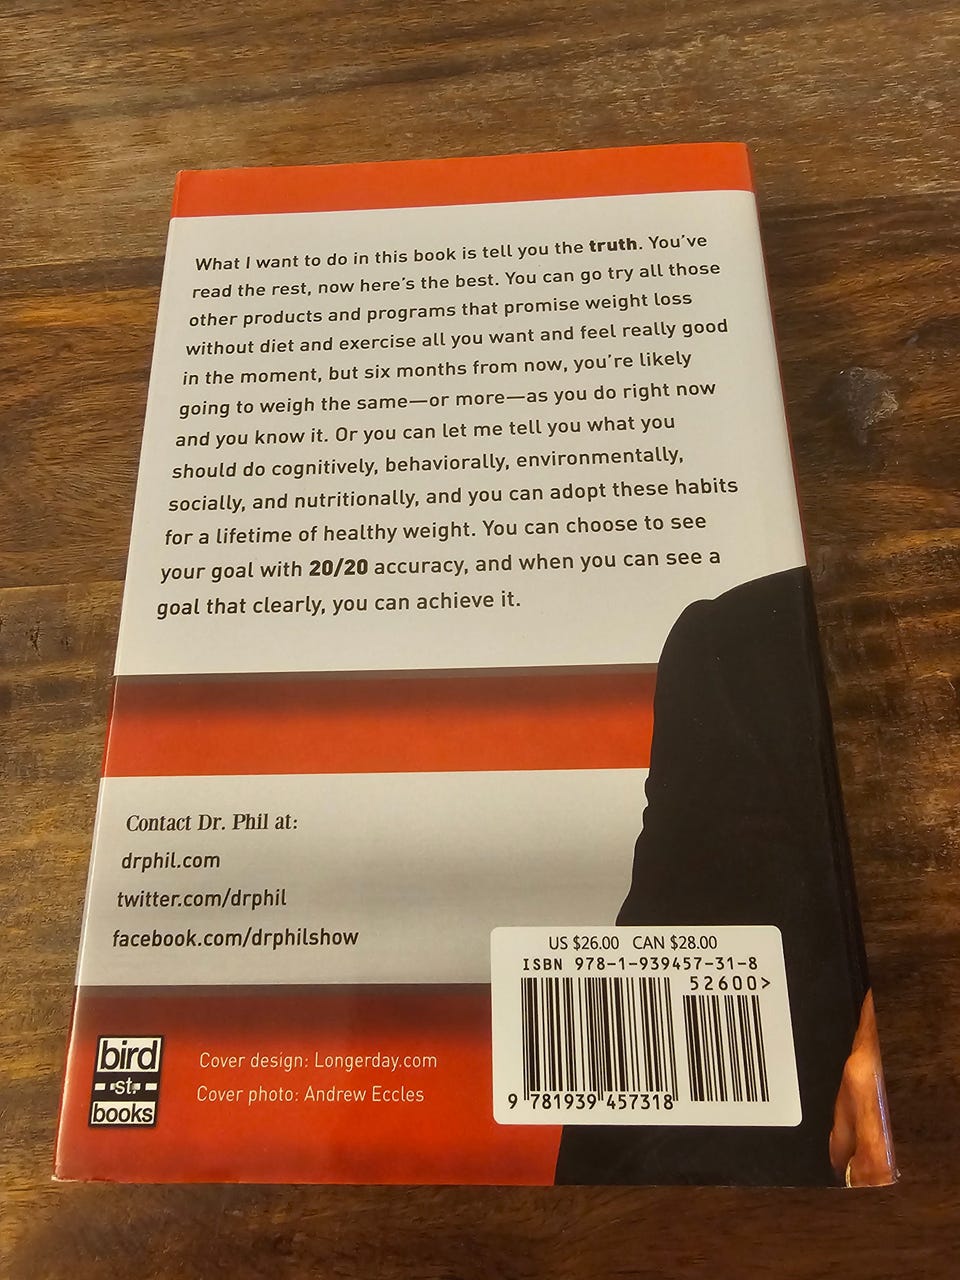 What I want to do in this book is tell you the truth. You've
read the rest, now here's the best. You can go try all those
other products and programs that promise weight loss
without diet and exercise all you want and feel really good
in the moment, but six months from now, you're likely
going to weigh the same—or more—as you do right now
and you know it. Or you can let me tell you what you
should do cognitively, behaviorally, environmentally,
socially, and nutritionally, and you can adopt these habits
for a lifetime of healthy weight. You can choose to see
your goal with 20/20 accuracy, and when you can see a
goal that clearly, you can achieve it.
Contact Dr. Phil at:
drphil.com
twitter.com/drphil
facebook.com/drphilshow
US $26.00 CAN $28.00
ISBN 978-1-939457-31-8
52600>
9 781939 457318
bird
st.
books
Cover design: Longerday.com
Cover photo: Andrew Eccles